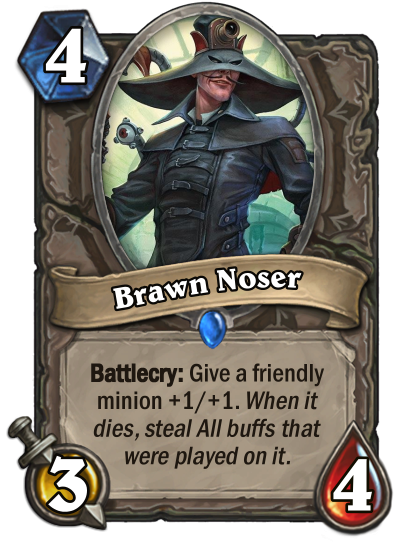 4
Brawn Noser
Battlecry: Give a friendly
minion +1/+1. When it
dies, steal All buffs that
were played on it.
3
4